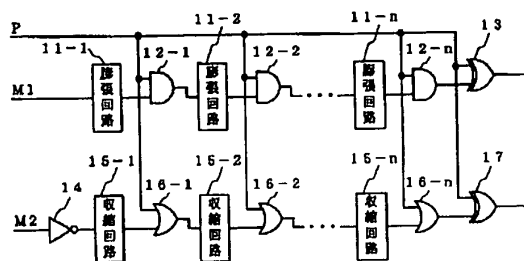 P
11-1
12-1
11-2
12-2
11-n
12-n
13
M1
膨張回路
膨張回路
膨張回路
15-1
16-1
15-2
16-2
15-n
16-n
17
14
M2
収縮回路
収縮回路
収縮回路